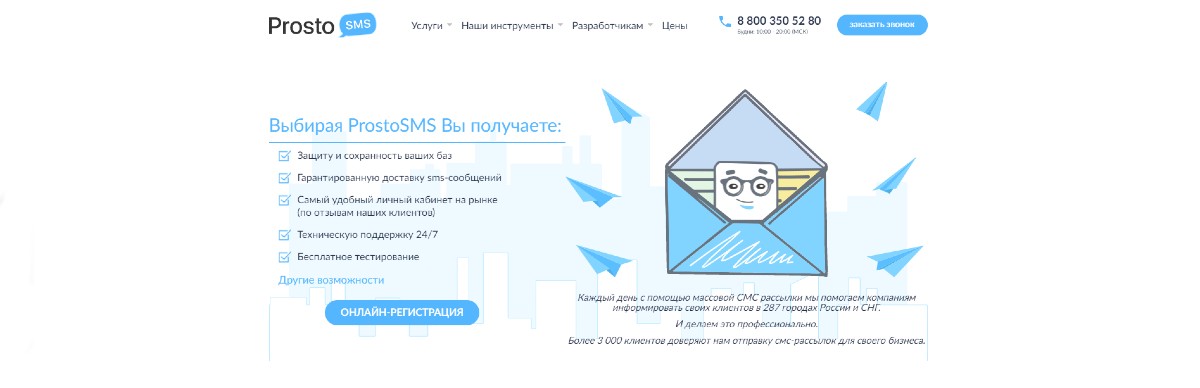 Prosto SMS
Услуги Наши инструменты Разработчикам Цены
8 800 350 52 80
Будни: 10:00 - 20:00 (МСК)
заказать звонок
Выбирая ProstoSMS Вы получаете:
Защиту и сохранность ваших баз
Гарантированную доставку sms-сообщений
Самый удобный личный кабинет на рынке
(по отзывам наших клиентов)
Техническую поддержку 24/7
Бесплатное тестирование
Другие возможности
ОНЛАЙН-РЕГИСТРАЦИЯ
Каждый день с помощью массовой СМС рассылки мы помогаем компаниям
информировать своих клиентов в 287 городах России и СНГ.
И делаем это профессионально.
Более 3 000 клиентов доверяют нам отправку смс-рассылок для своего бизнеса.